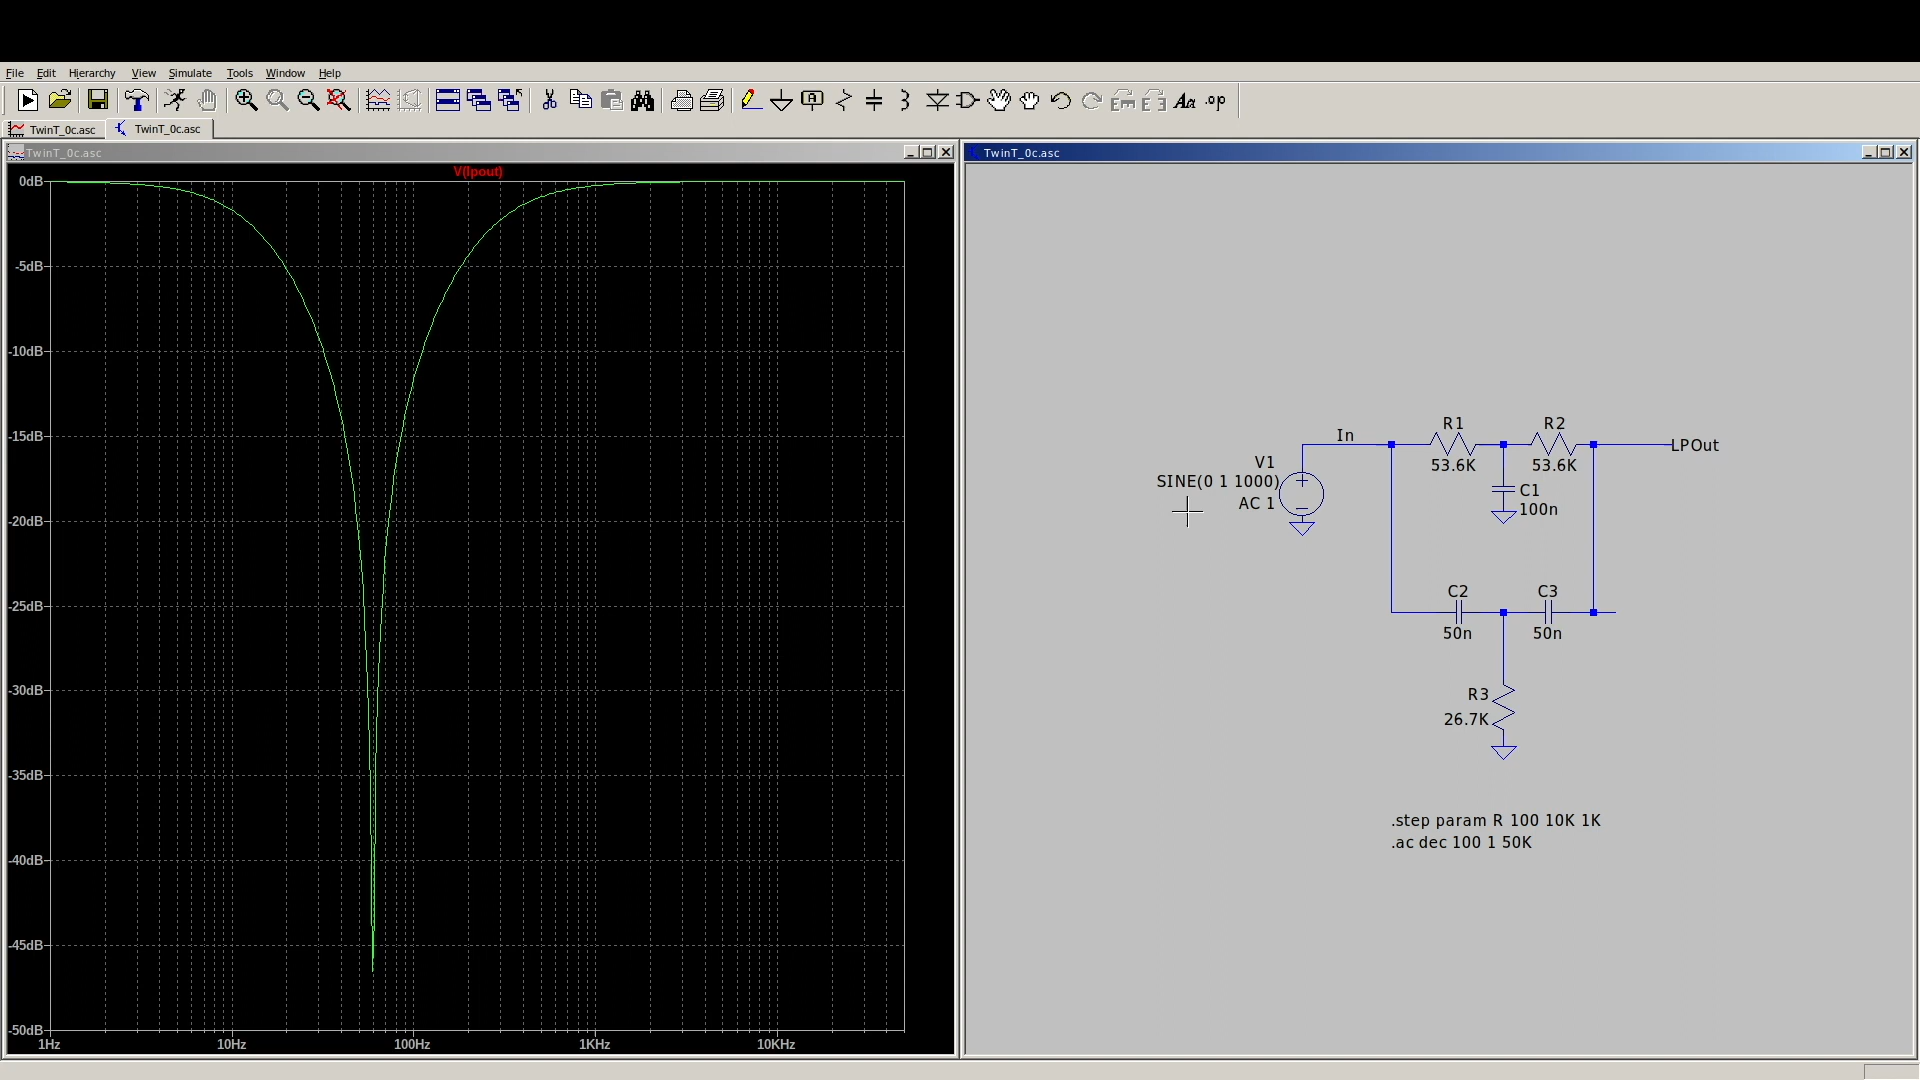 File Edit Hierarchy View Simulate Tools Window Help
A Aa .op
TwinT_0c.asc TwinT_0c.asc
TwinT_0c.asc
V(lpout)
0dB
-5dB
-10dB
-15dB
-20dB
-25dB
-30dB
-35dB
-40dB
-45dB
-50dB
1Hz 10Hz 100Hz 1KHz 10KHz
TwinT_0c.asc
R1 R2
In
LPOut
V1 53.6K 53.6K
SINE(0 1 1000)
C1
AC 1 100n
C2 C3
50n 50n
R3
26.7K
.step param R 100 10K 1K
.ac dec 100 1 50K